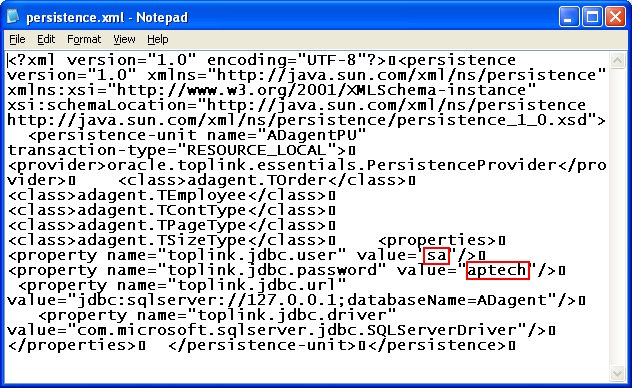 persistence.xml - Notepad
File Edit Format View Help
<?xml version="1.0" encoding="UTF-8"?>▯<persistence
version="1.0" xmlns="http://java.sun.com/xml/ns/persistence"
xmlns:xsi="http://www.w3.org/2001/XMLSchema-instance"
xsi:schemaLocation="http://java.sun.com/xml/ns/persistence
http://java.sun.com/xml/ns/persistence/persistence_1_0.xsd">
<persistence-unit name="ADagentPU"
transaction-type="RESOURCE_LOCAL">▯
<provider>oracle.toplink.essentials.PersistenceProvider</pro
vider>▯ <class>adagent.TOrder</class>▯
<class>adagent.TEmployee</class>▯
<class>adagent.TContType</class>▯
<class>adagent.TPageType</class>▯
<class>adagent.TSizeType</class>▯ <properties>▯
<property name="toplink.jdbc.user" value="sa"/>▯
<property name="toplink.jdbc.password" value="aptech"/>▯
<property name="toplink.jdbc.url"
value="jdbc:sqlserver://127.0.0.1;databaseName=ADagent"/>▯
<property name="toplink.jdbc.driver"
value="com.microsoft.sqlserver.jdbc.SQLServerDriver"/>▯
</properties>▯ </persistence-unit>▯</persistence>▯